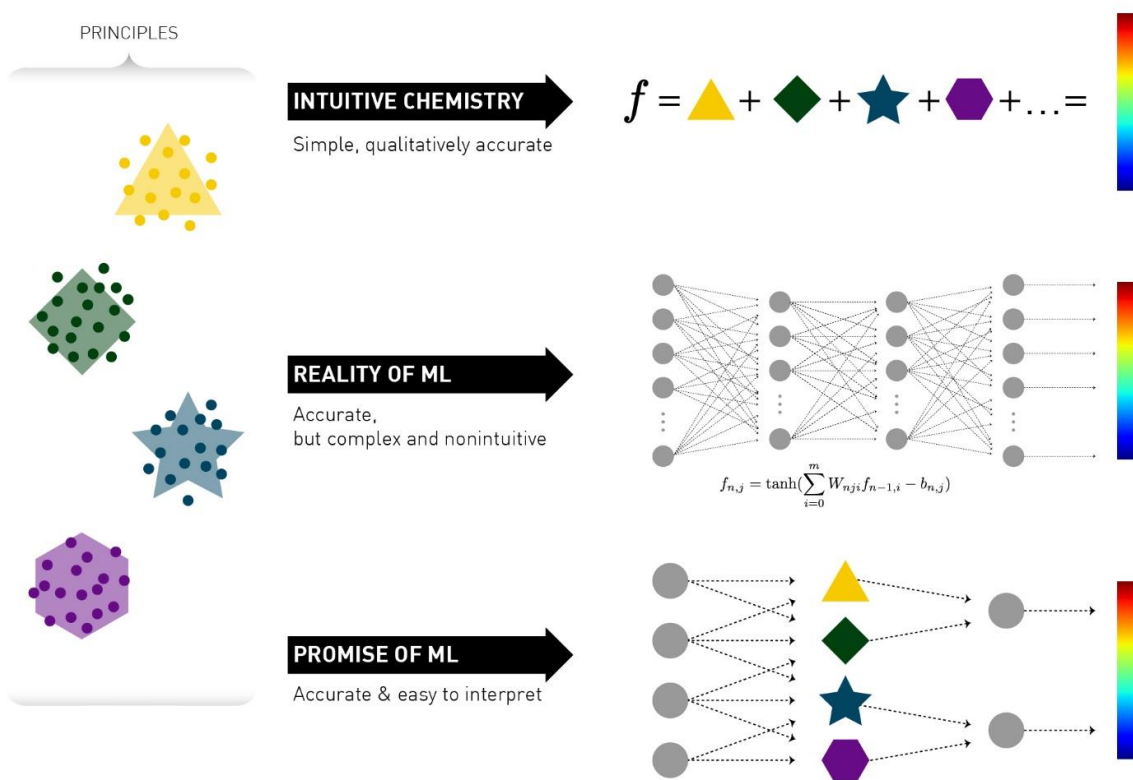 PRINCIPLES
INTUITIVE CHEMISTRY
Simple, qualitatively accurate
f = + + + + ... =
REALITY OF ML
Accurate,
but complex and nonintuitive
f_{n,j} = tanh(∑_{i=0}^{m} W_{nji} f_{n−1,i} − b_{n,j})
PROMISE OF ML
Accurate & easy to interpret